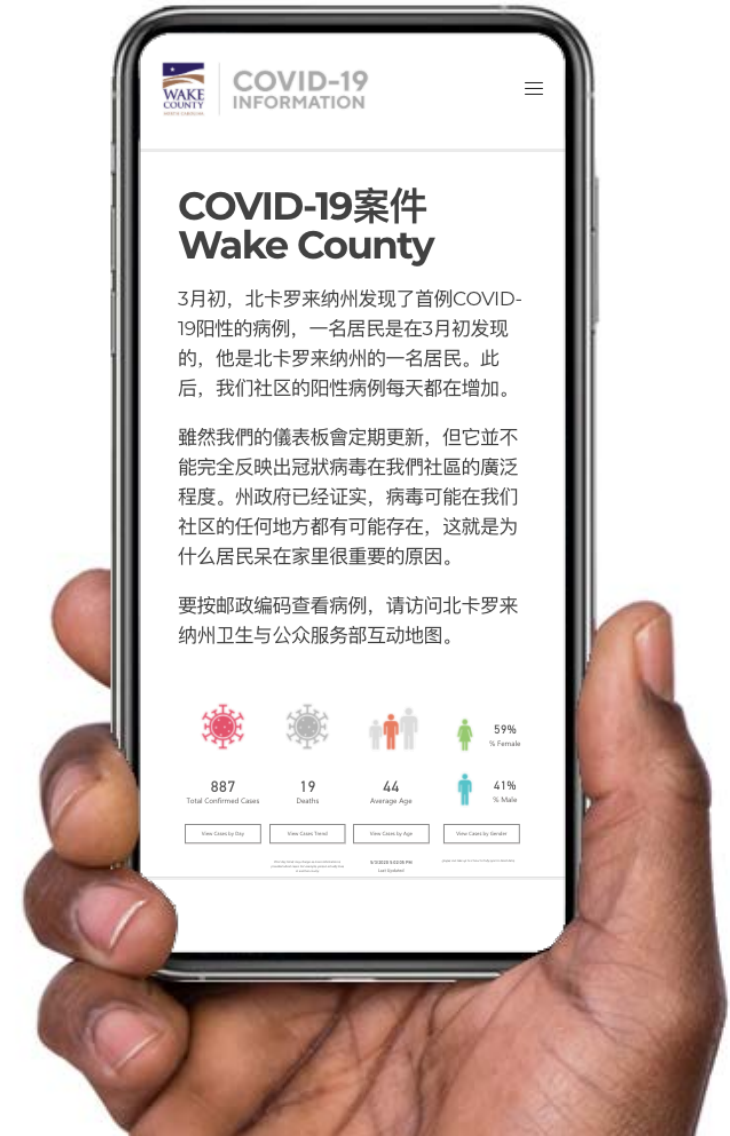 WAKE
COUNTY
NORTH CAROLINA
COVID-19
INFORMATION
COVID-19案件
Wake County
3月初，北卡罗来纳州发现了首例COVID-
19阳性的病例，一名居民是在3月初发现
的，他是北卡罗来纳州的一名居民。此
后，我们社区的阳性病例每天都在增加。
雖然我們的儀表板會定期更新，但它並不
能完全反映出冠狀病毒在我們社區的廣泛
程度。州政府已经证实，病毒可能在我们
社区的任何地方都有可能存在，这就是为
什么居民呆在家里很重要的原因。
要按邮政编码查看病例，请访问北卡罗来
纳州卫生与公众服务部互动地图。
59%
% Female
887
Total Confirmed Cases
19
Deaths
44
Average Age
41%
% Male
View Cases by Day
View Cases Trend
View Cases by Age
View Cases by Gender
Last Updated